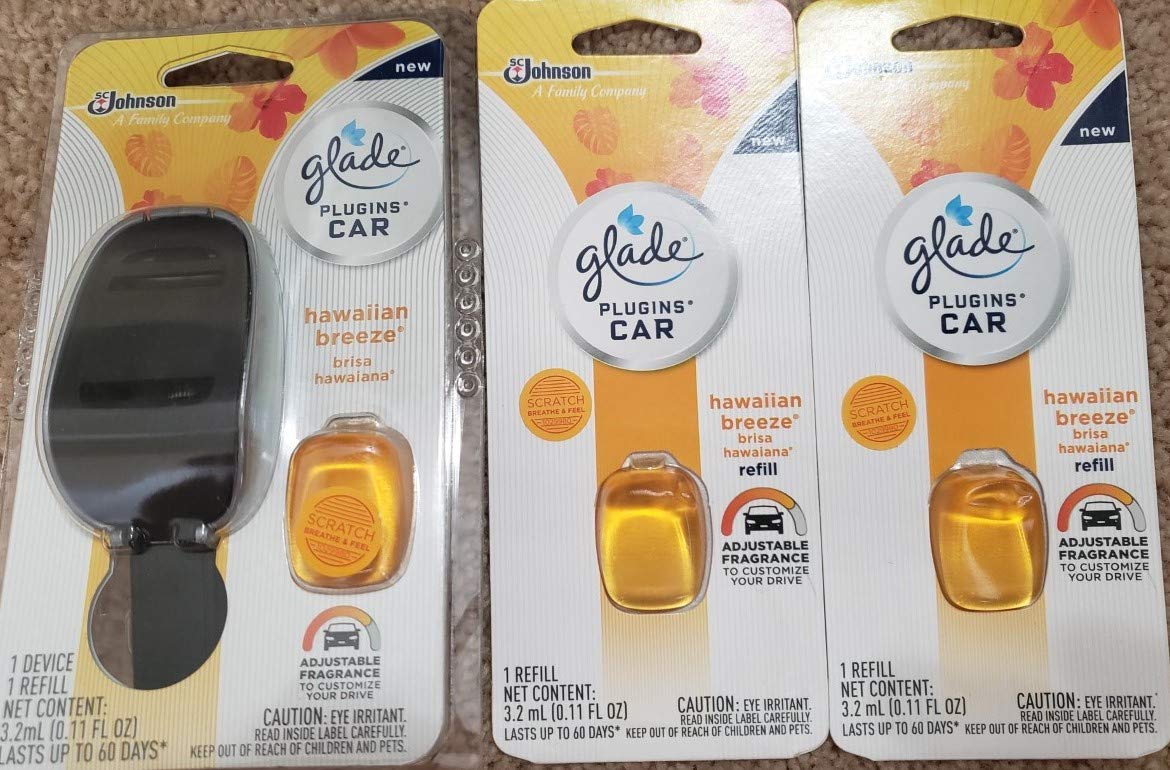 SC Johnson
A Family Company
new
glade®
PLUGINS®
CAR
hawaiian
breeze®
brisa
hawaiana®
SCRATCH
BREATHE & FEEL
ADJUSTABLE
FRAGRANCE
TO CUSTOMIZE
YOUR DRIVE
1 DEVICE
1 REFILL
NET CONTENT:
3.2mL (0.11 FL OZ)
LASTS UP TO 60 DAYS*
CAUTION: EYE IRRITANT.
READ INSIDE LABEL CAREFULLY.
KEEP OUT OF REACH OF CHILDREN AND PETS.
SC Johnson
A Family Company
new
glade®
PLUGINS®
CAR
SCRATCH
BREATHE & FEEL
hawaiian
breeze®
brisa
hawaiana®
refill
ADJUSTABLE
FRAGRANCE
TO CUSTOMIZE
YOUR DRIVE
1 REFILL
NET CONTENT:
3.2 mL (0.11 FL OZ)
LASTS UP TO 60 DAYS*
CAUTION: EYE IRRITANT.
READ INSIDE LABEL CAREFULLY.
KEEP OUT OF REACH OF CHILDREN AND PETS.
Johnson
Company
new
glade®
PLUGINS®
CAR
SCRATCH
BREATHE & FEEL
hawaiian
breeze®
brisa
hawaiana®
refill
ADJUSTABLE
FRAGRANCE
TO CUSTOMIZE
YOUR DRIVE
1 REFILL
NET CONTENT:
3.2 mL (0.11 FL OZ)
LASTS UP TO 60 DAYS*
CAUTION: EYE IRRITANT.
READ INSIDE LABEL CAREFULLY.
KEEP OUT OF REACH OF CHILDREN AND PETS.